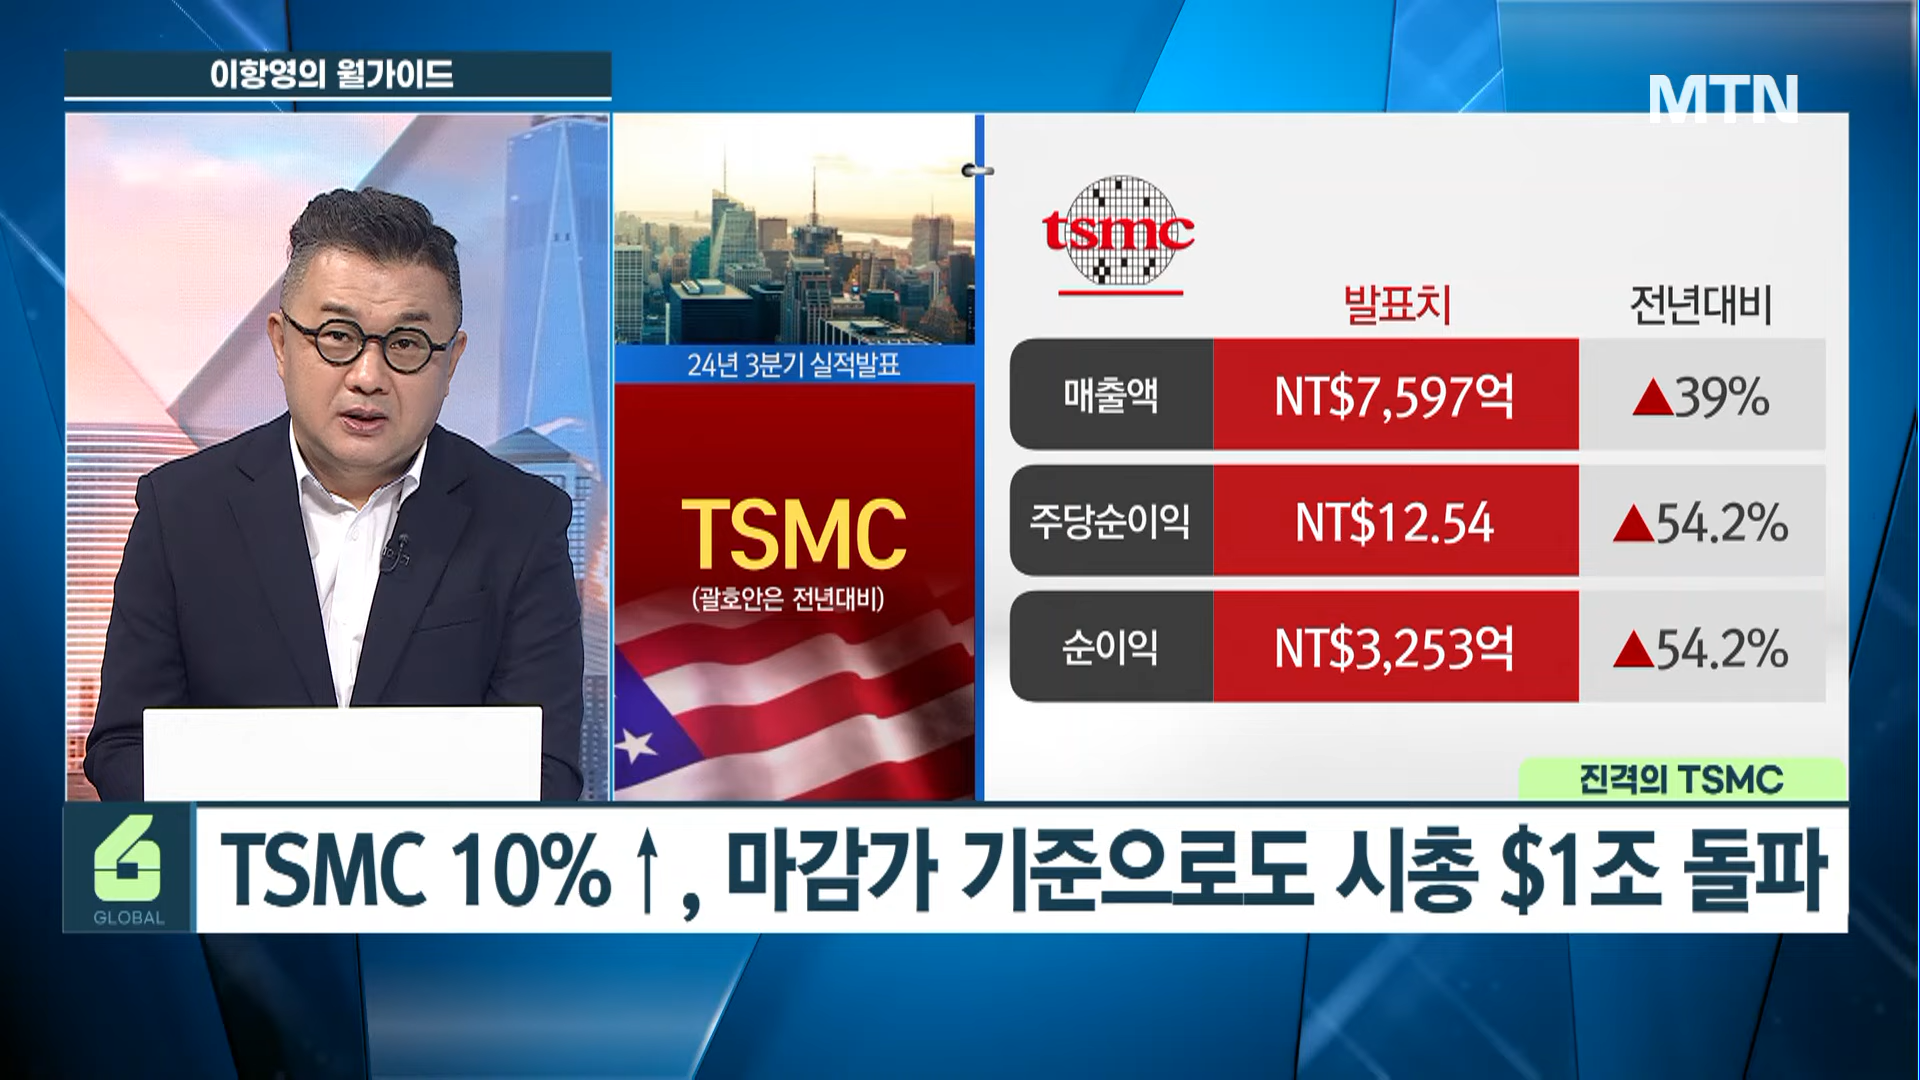 이항영의 월가이드
MTN
tsmc
발표치 전년대비
24년 3분기 실적발표
매출액 NT$7,597억 ▲39%
TSMC
(괄호안은 전년대비)
주당순이익 NT$12.54 ▲54.2%
순이익 NT$3,253억 ▲54.2%
진격의 TSMC
GLOBAL
TSMC 10%↑, 마감가 기준으로도 시총 $1조 돌파